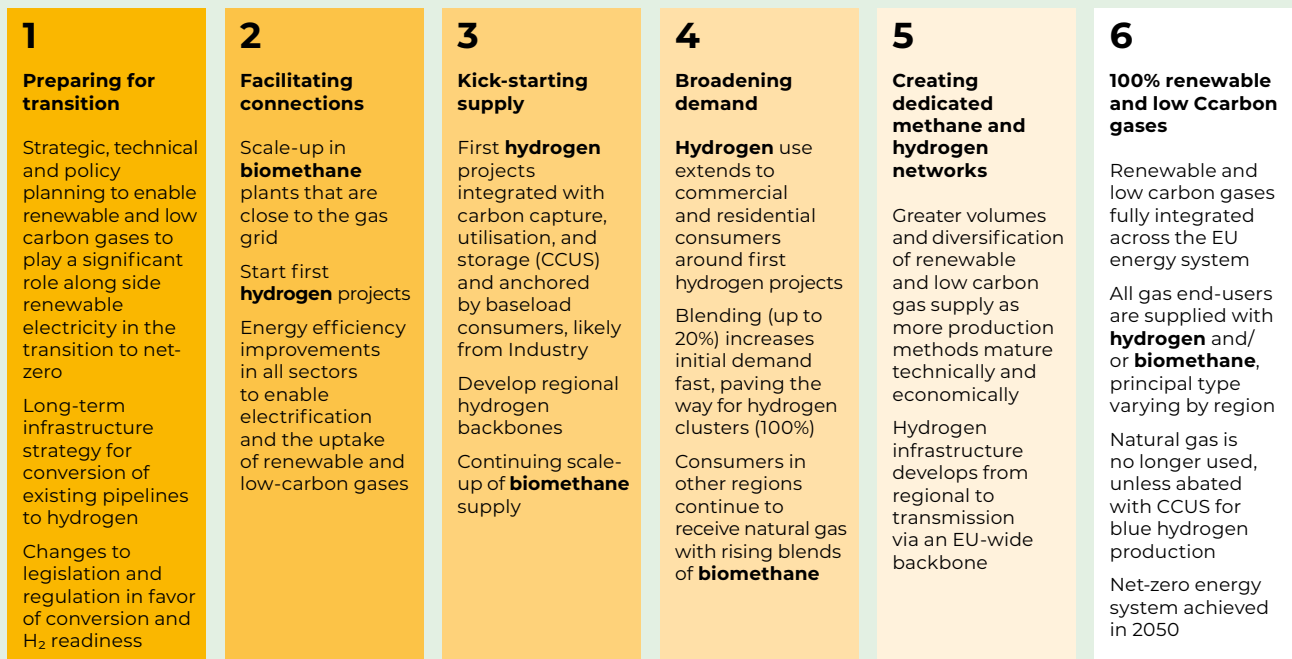 1
Preparing for
transition
Strategic, technical
and policy
planning to enable
renewable and low
carbon gases to
play a significant
role along side
renewable
electricity in the
transition to net-
zero
Long-term
infrastructure
strategy for
conversion of
existing pipelines
to hydrogen
Changes to
legislation and
regulation in favor
of conversion and
H₂ readiness
2
Facilitating
connections
Scale-up in
biomethane
plants that are
close to the gas
grid
Start first
hydrogen projects
Energy efficiency
improvements
in all sectors
to enable
electrification
and the uptake
of renewable and
low-carbon gases
3
Kick-starting
supply
First hydrogen
projects
integrated with
carbon capture,
utilisation, and
storage (CCUS)
and anchored
by baseload
consumers, likely
from Industry
Develop regional
hydrogen
backbones
Continuing scale-
up of biomethane
supply
4
Broadening
demand
Hydrogen use
extends to
commercial
and residential
consumers
around first
hydrogen projects
Blending (up to
20%) increases
initial demand
fast, paving the
way for hydrogen
clusters (100%)
Consumers in
other regions
continue to
receive natural gas
with rising blends
of biomethane
5
Creating
dedicated
methane and
hydrogen
networks
Greater volumes
and diversification
of renewable
and low carbon
gas supply as
more production
methods mature
technically and
economically
Hydrogen
infrastructure
develops from
regional to
transmission
via an EU-wide
backbone
6
100% renewable
and low Ccarbon
gases
Renewable and
low carbon gases
fully integrated
across the EU
energy system
All gas end-users
are supplied with
hydrogen and/
or biomethane,
principal type
varying by region
Natural gas is
no longer used,
unless abated
with CCUS for
blue hydrogen
production
Net-zero energy
system achieved
in 2050